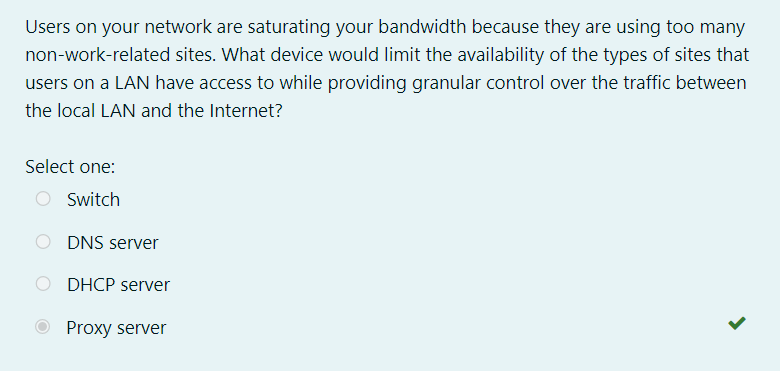 Users on your network are saturating your bandwidth because they are using too many
non-work-related sites. What device would limit the availability of the types of sites that
users on a LAN have access to while providing granular control over the traffic between
the local LAN and the Internet?
Select one:
Switch
DNS server
DHCP server
Proxy server